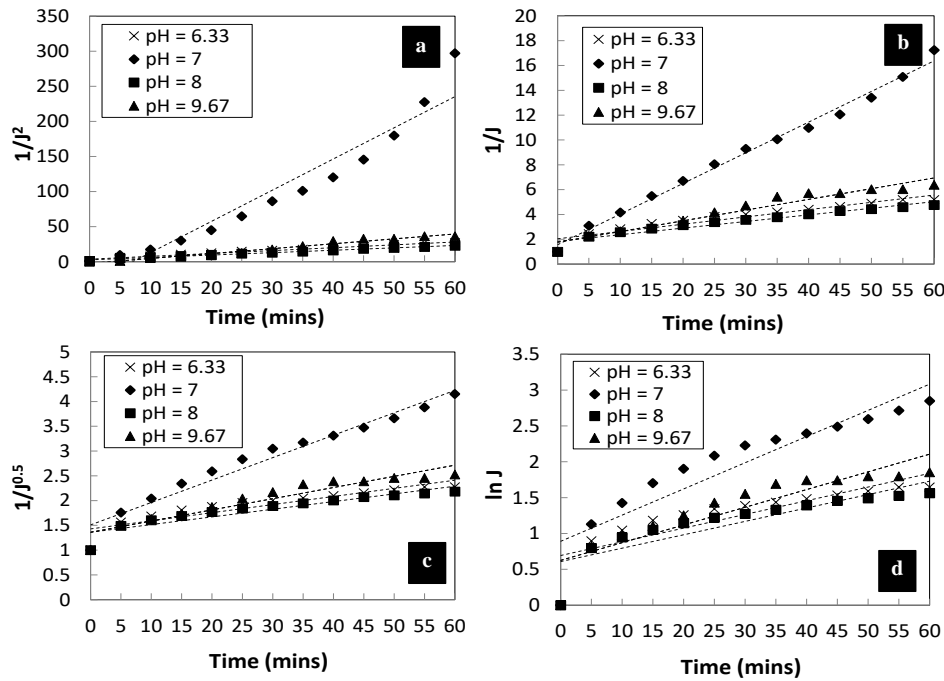 a
350
300
250
200
150
100
50
0
1/J²
× pH = 6.33
◆ pH = 7
■ pH = 8
▲ pH = 9.67
0 5 10 15 20 25 30 35 40 45 50 55 60
Time (mins)
b
20
18
16
14
12
10
8
6
4
2
0
1/J
× pH = 6.33
◆ pH = 7
■ pH = 8
▲ pH = 9.67
0 5 10 15 20 25 30 35 40 45 50 55 60
Time (mins)
5
4.5
4
3.5
3
2.5
2
1.5
1
0.5
0
1/J⁰·⁵
× pH = 6.33
◆ pH = 7
■ pH = 8
▲ pH = 9.67
c
0 5 10 15 20 25 30 35 40 45 50 55 60
Time (mins)
3.5
3
2.5
2
1.5
1
0.5
0
ln J
× pH = 6.33
◆ pH = 7
■ pH = 8
▲ pH = 9.67
d
0 5 10 15 20 25 30 35 40 45 50 55 60
Time (mins)